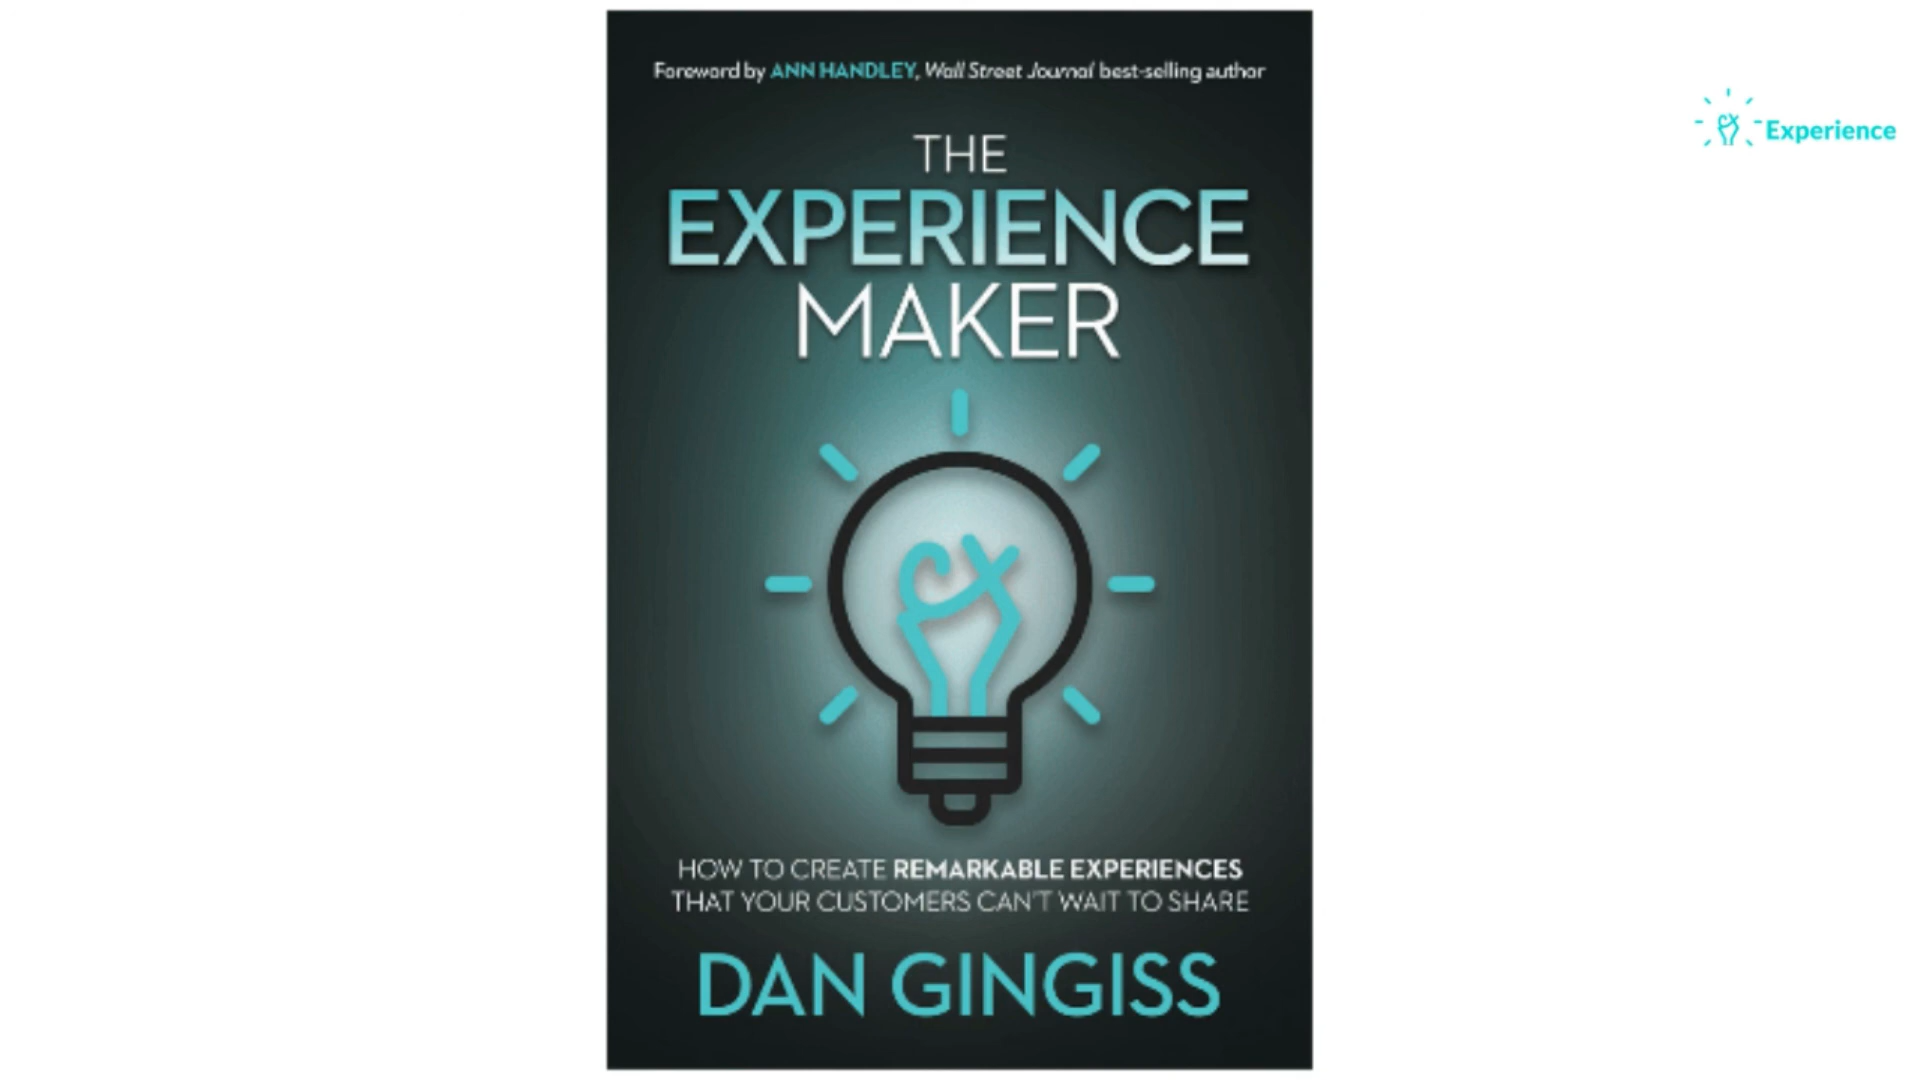 Foreword by ANN HANDLEY, Wall Street Journal best-selling author
THE
EXPERIENCE
MAKER
cx
HOW TO CREATE REMARKABLE EXPERIENCES
THAT YOUR CUSTOMERS CAN'T WAIT TO SHARE
DAN GINGISS
cx Experience